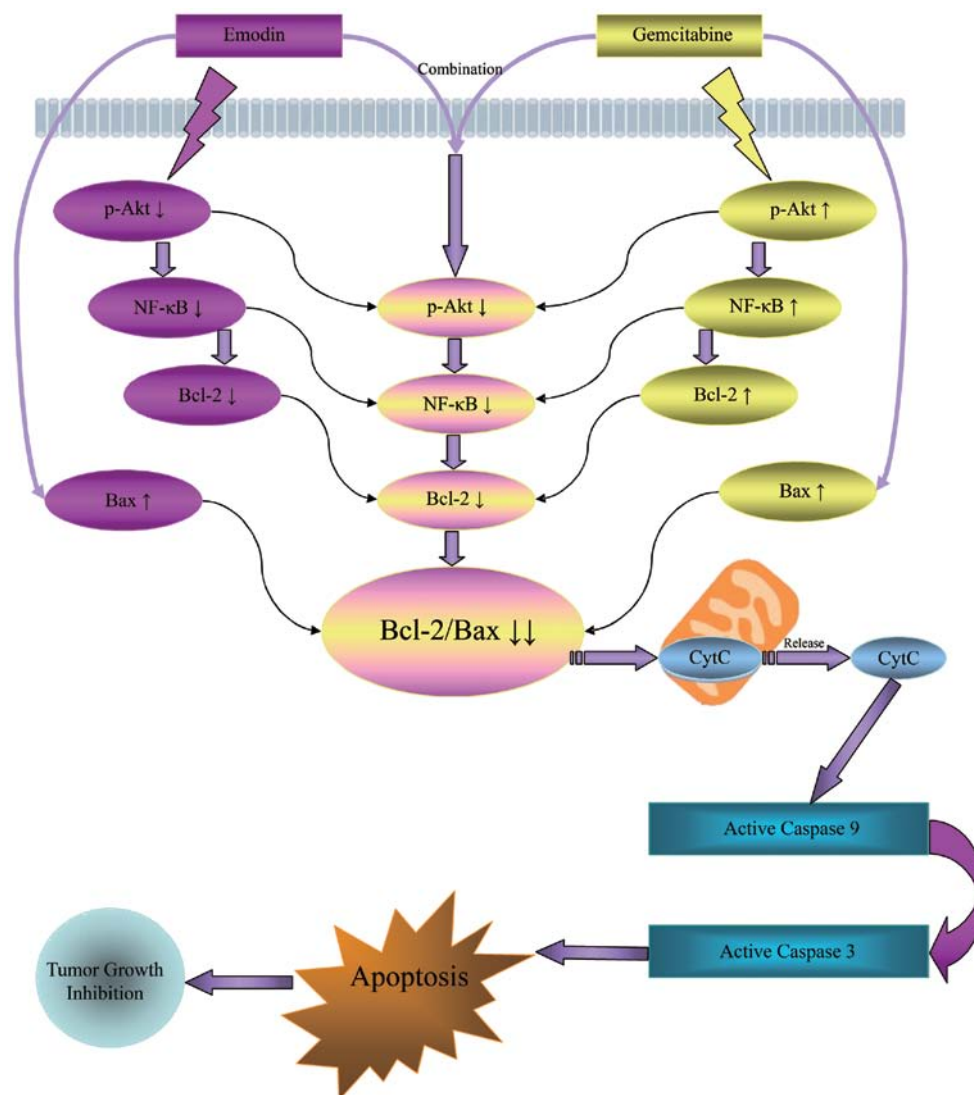 Emodin
Gemcitabine
Combination
p-Akt ↓
p-Akt ↑
NF-κB ↓
p-Akt ↓
NF-κB ↑
Bcl-2 ↓
NF-κB ↓
Bcl-2 ↑
Bax ↑
Bcl-2 ↓
Bax ↑
Bcl-2/Bax ↓↓
CytC
Release
CytC
Active Caspase 9
Active Caspase 3
Apoptosis
Tumor Growth
Inhibition